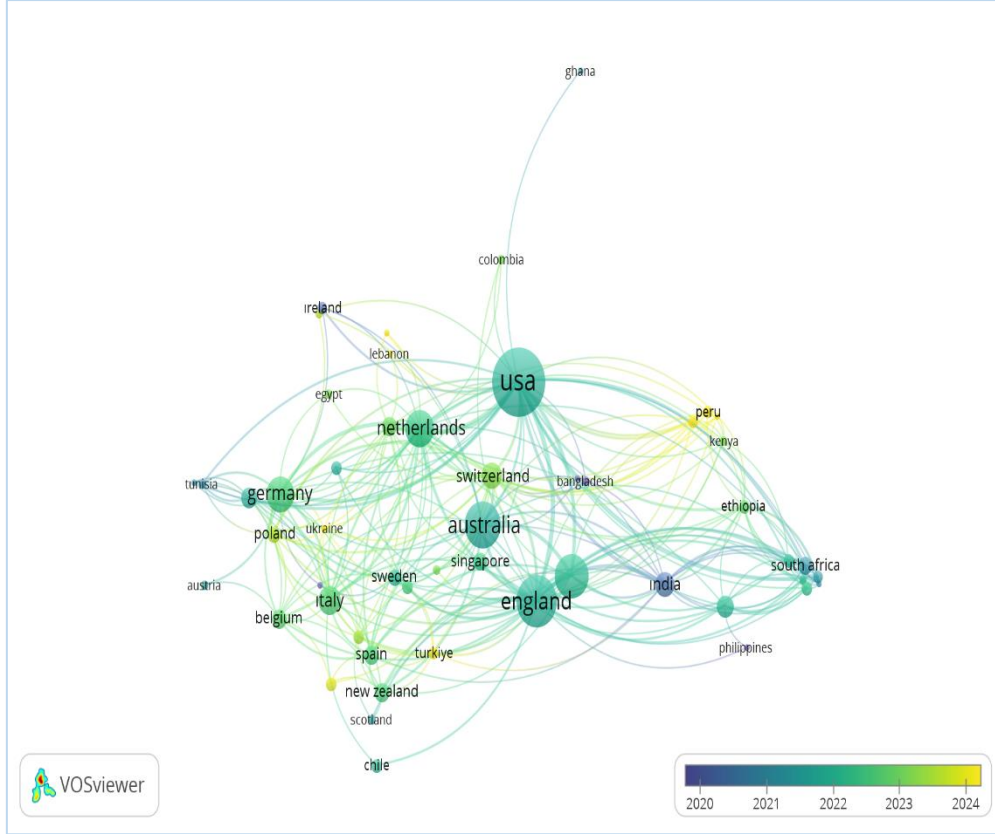 ghana
colombia
ireland
lebanon
usa
egypt
peru
netherlands
kenya
switzerland
bangladesh
tunisia
germany
ethiopia
australia
ukraine
poland
singapore
south africa
sweden
austria
india
italy
england
belgium
philippines
spain
turkiye
new zealand
scotland
chile
VOSviewer
2020 2021 2022 2023 2024